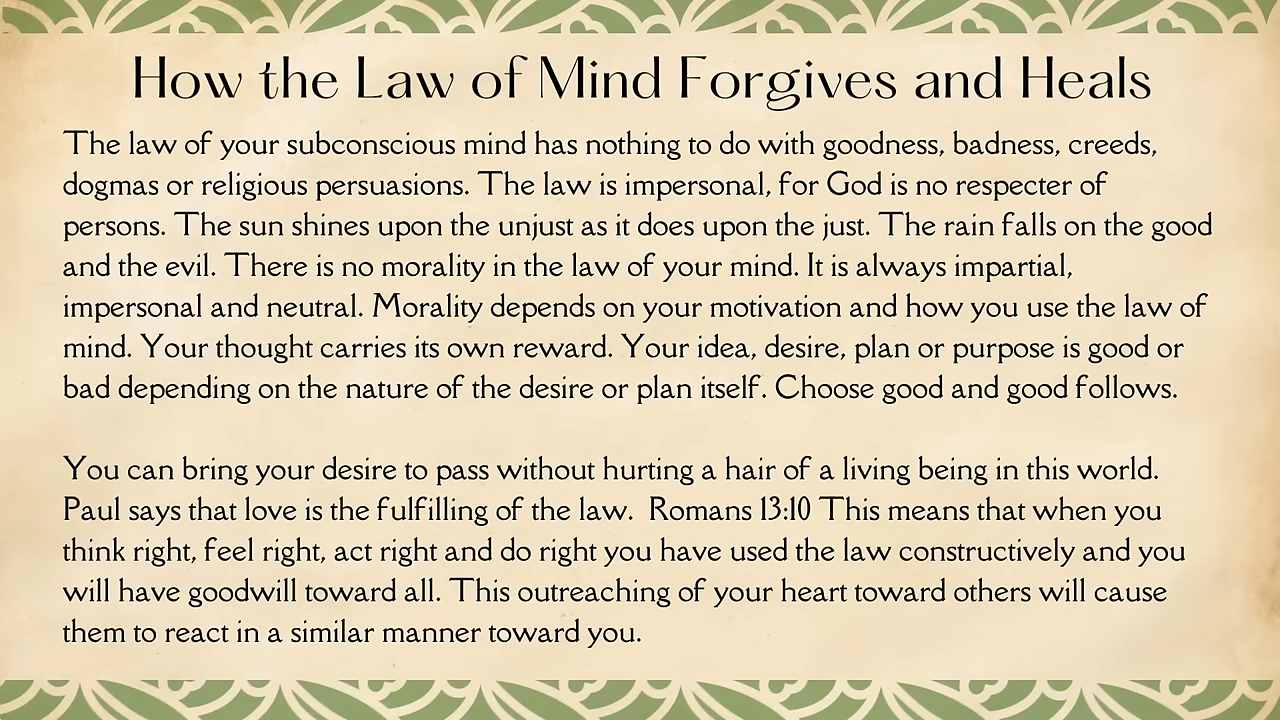 How the Law of Mind Forgives and Heals
The law of your subconscious mind has nothing to do with goodness, badness, creeds,
dogmas or religious persuasions. The law is impersonal, for God is no respecter of
persons. The sun shines upon the unjust as it does upon the just. The rain falls on the good
and the evil. There is no morality in the law of your mind. It is always impartial,
impersonal and neutral. Morality depends on your motivation and how you use the law of
mind. Your thought carries its own reward. Your idea, desire, plan or purpose is good or
bad depending on the nature of the desire or plan itself. Choose good and good follows.
You can bring your desire to pass without hurting a hair of a living being in this world.
Paul says that love is the fulfilling of the law.  Romans 13:10 This means that when you
think right, feel right, act right and do right you have used the law constructively and you
will have goodwill toward all. This outreaching of your heart toward others will cause
them to react in a similar manner toward you.